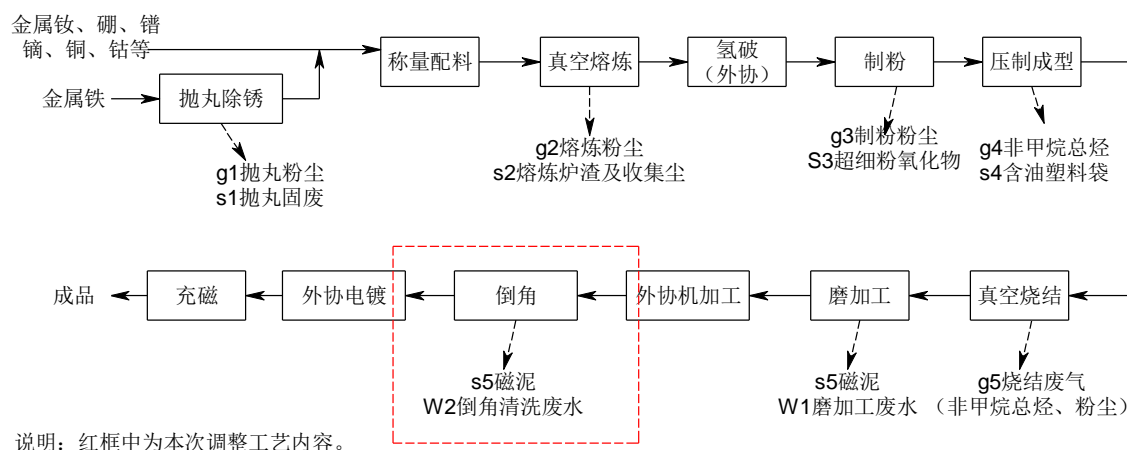 金属钕、硼、镨
镝、铜、钴等
称量配料
真空熔炼
氢破
（外协）
制粉
压制成型
金属铁
抛丸除锈
g1抛丸粉尘
s1抛丸固废
g2熔炼粉尘
s2熔炼炉渣及收集尘
g3制粉粉尘
S3超细粉氧化物
g4非甲烷总烃
s4含油塑料袋
成品
充磁
外协电镀
倒角
外协机加工
磨加工
真空烧结
s5磁泥
W2倒角清洗废水
s5磁泥
W1磨加工废水
g5烧结废气
（非甲烷总烃、粉尘）
说明：红框中为本次调整工艺内容。